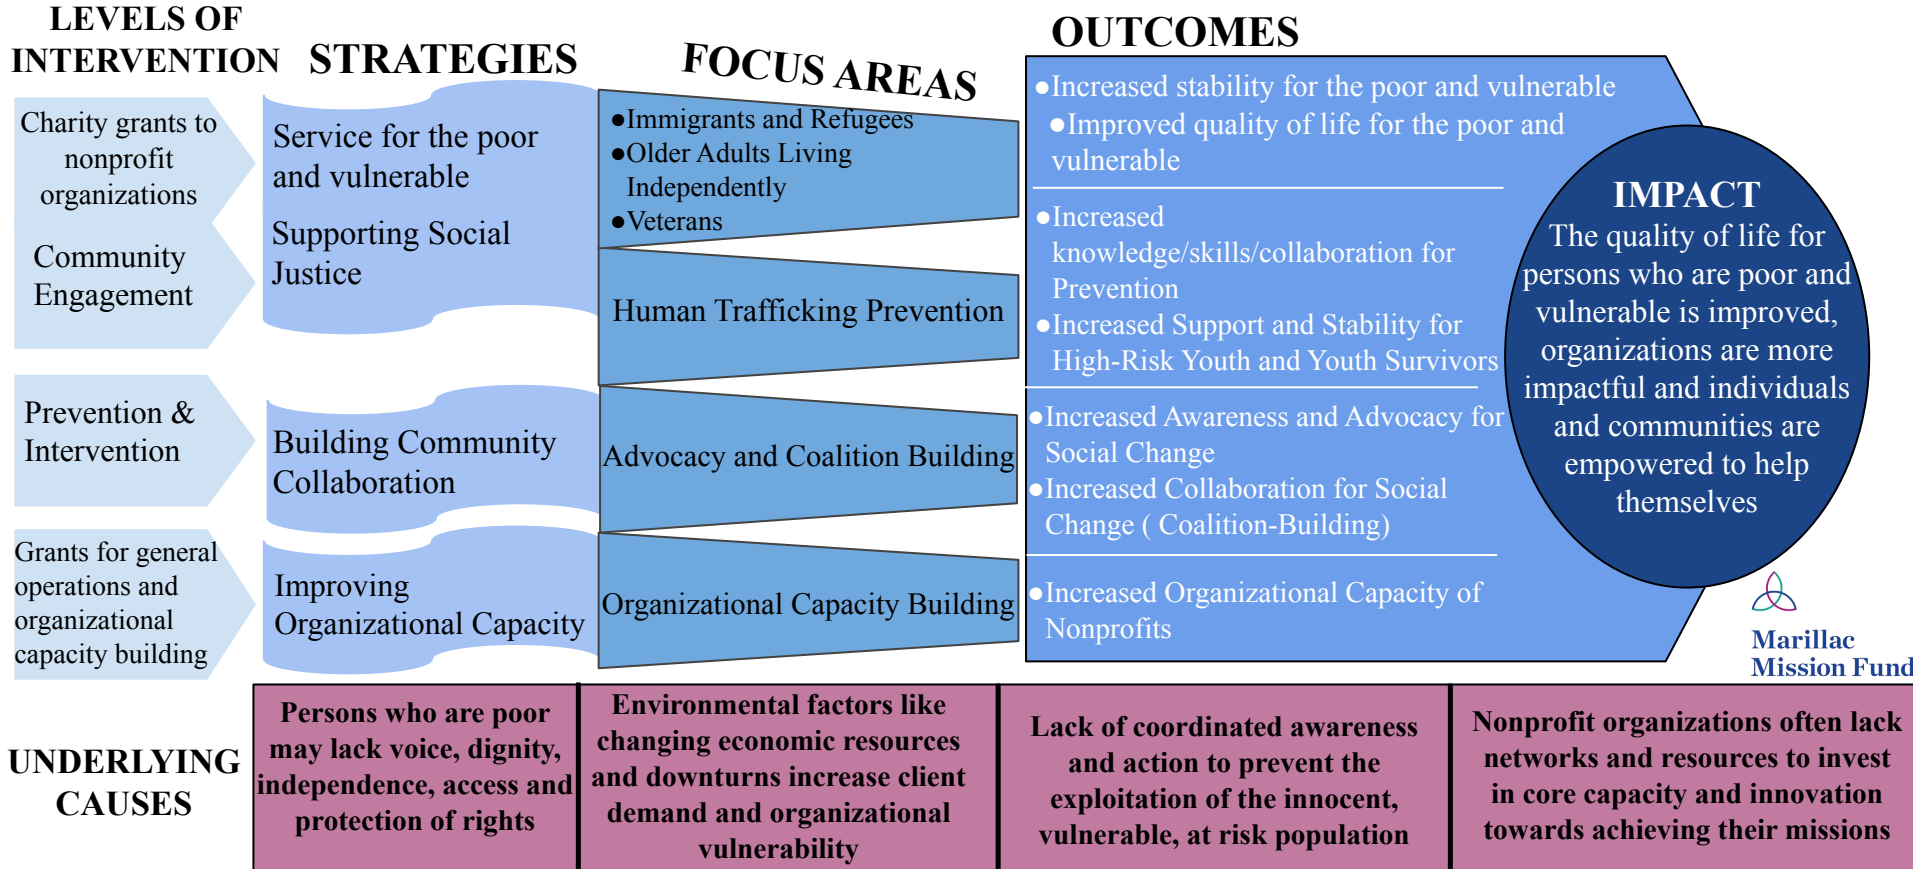 LEVELS OF
INTERVENTION
STRATEGIES
FOCUS AREAS
OUTCOMES
Charity grants to
nonprofit
organizations
Community
Engagement
Prevention &
Intervention
Grants for general
operations and
organizational
capacity building
Service for the poor
and vulnerable
Supporting Social
Justice
Building Community
Collaboration
Improving
Organizational Capacity
●Immigrants and Refugees
●Older Adults Living
Independently
●Veterans
Human Trafficking Prevention
Advocacy and Coalition Building
Organizational Capacity Building
●Increased stability for the poor and vulnerable
●Improved quality of life for the poor and
vulnerable
●Increased
knowledge/skills/collaboration for
Prevention
●Increased Support and Stability for
High-Risk Youth and Youth Survivors
●Increased Awareness and Advocacy for
Social Change
●Increased Collaboration for Social
Change ( Coalition-Building)
●Increased Organizational Capacity of
Nonprofits
IMPACT
The quality of life for
persons who are poor and
vulnerable is improved,
organizations are more
impactful and individuals
and communities are
empowered to help
themselves
Marillac
Mission Fund
UNDERLYING
CAUSES
Persons who are poor
may lack voice, dignity,
independence, access and
protection of rights
Environmental factors like
changing economic resources
and downturns increase client
demand and organizational
vulnerability
Lack of coordinated awareness
and action to prevent the
exploitation of the innocent,
vulnerable, at risk population
Nonprofit organizations often lack
networks and resources to invest
in core capacity and innovation
towards achieving their missions